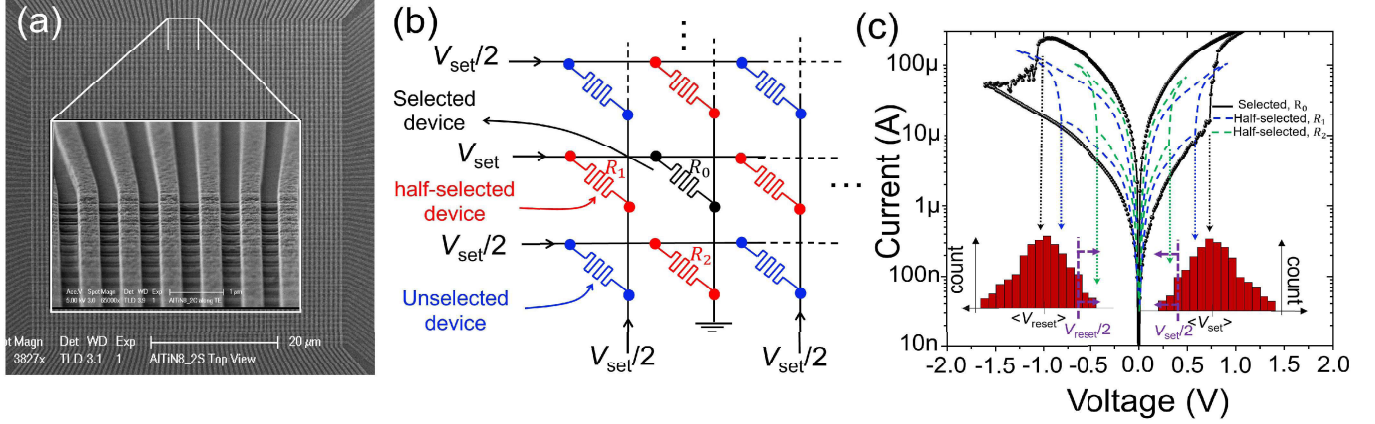 (a)
Acc.V Spot Magn Det WD Exp 1 µm
5.00 kV 3.0 65000x TLD 3.9 1 AlTiN8_2C along TE
t Magn Det WD Exp 20 µm
3827x TLD 3.1 1 AlTiN8_2S Top View
(b)
V_set/2
Selected
device
V_set
R_1
R_0
half-selected
device
V_set/2
R_2
Unselected
device
V_set/2
V_set/2
(c)
100µ
10µ
1µ
100n
10n
Current (A)
Selected, R_0
Half-selected, R_1
Half-selected, R_2
count
<V_reset>
V_reset/2
V_set/2
<V_set>
count
-2.0 -1.5 -1.0 -0.5 0.0 0.5 1.0 1.5 2.0
Voltage (V)